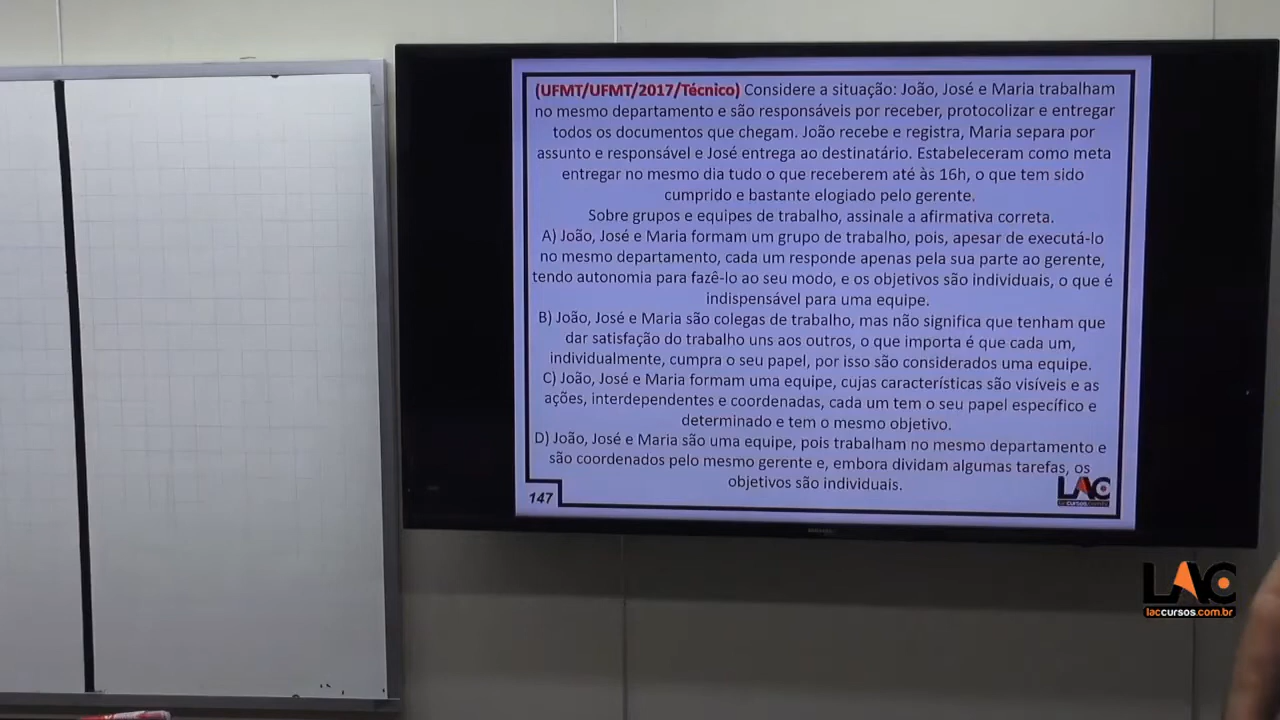 (UFMT/UFMT/2017/Técnico) Considere a situação: João, José e Maria trabalham
no mesmo departamento e são responsáveis por receber, protocolizar e entregar
todos os documentos que chegam. João recebe e registra, Maria separa por
assunto e responsável e José entrega ao destinatário. Estabeleceram como meta
entregar no mesmo dia tudo o que receberem até às 16h, o que tem sido
cumprido e bastante elogiado pelo gerente.
Sobre grupos e equipes de trabalho, assinale a afirmativa correta.
A) João, José e Maria formam um grupo de trabalho, pois, apesar de executá-lo
no mesmo departamento, cada um responde apenas pela sua parte ao gerente,
tendo autonomia para fazê-lo ao seu modo, e os objetivos são individuais, o que é
indispensável para uma equipe.
B) João, José e Maria são colegas de trabalho, mas não significa que tenham que
dar satisfação do trabalho uns aos outros, o que importa é que cada um,
individualmente, cumpra o seu papel, por isso são considerados uma equipe.
C) João, José e Maria formam uma equipe, cujas características são visíveis e as
ações, interdependentes e coordenadas, cada um tem o seu papel específico e
determinado e tem o mesmo objetivo.
D) João, José e Maria são uma equipe, pois trabalham no mesmo departamento e
são coordenados pelo mesmo gerente e, embora dividam algumas tarefas, os
objetivos são individuais.
147
LAC
laccursos.com.br
LAC
laccursos.com.br